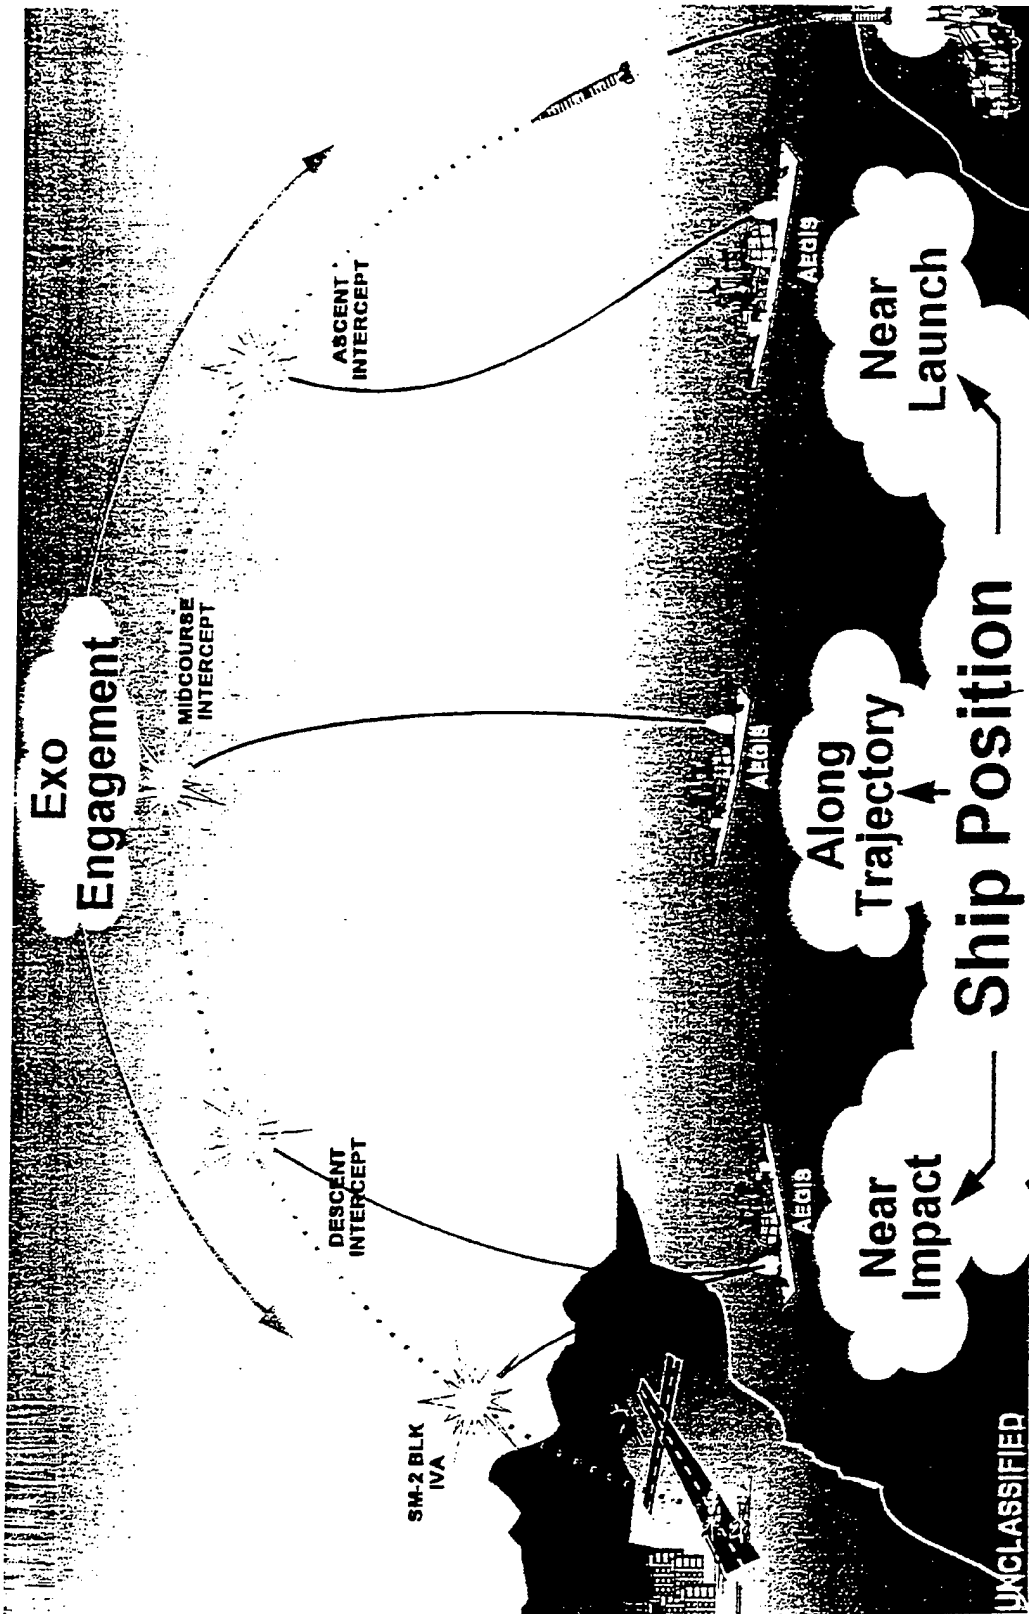 Exo
Engagement
MIDCOURSE
INTERCEPT
ASCENT
INTERCEPT
DESCENT
INTERCEPT
SM-2 BLK
IVA
AEGIS
AEGIS
AEGIS
Near
Impact
Along
Trajectory
Near
Launch
Ship Position
UNCLASSIFIED